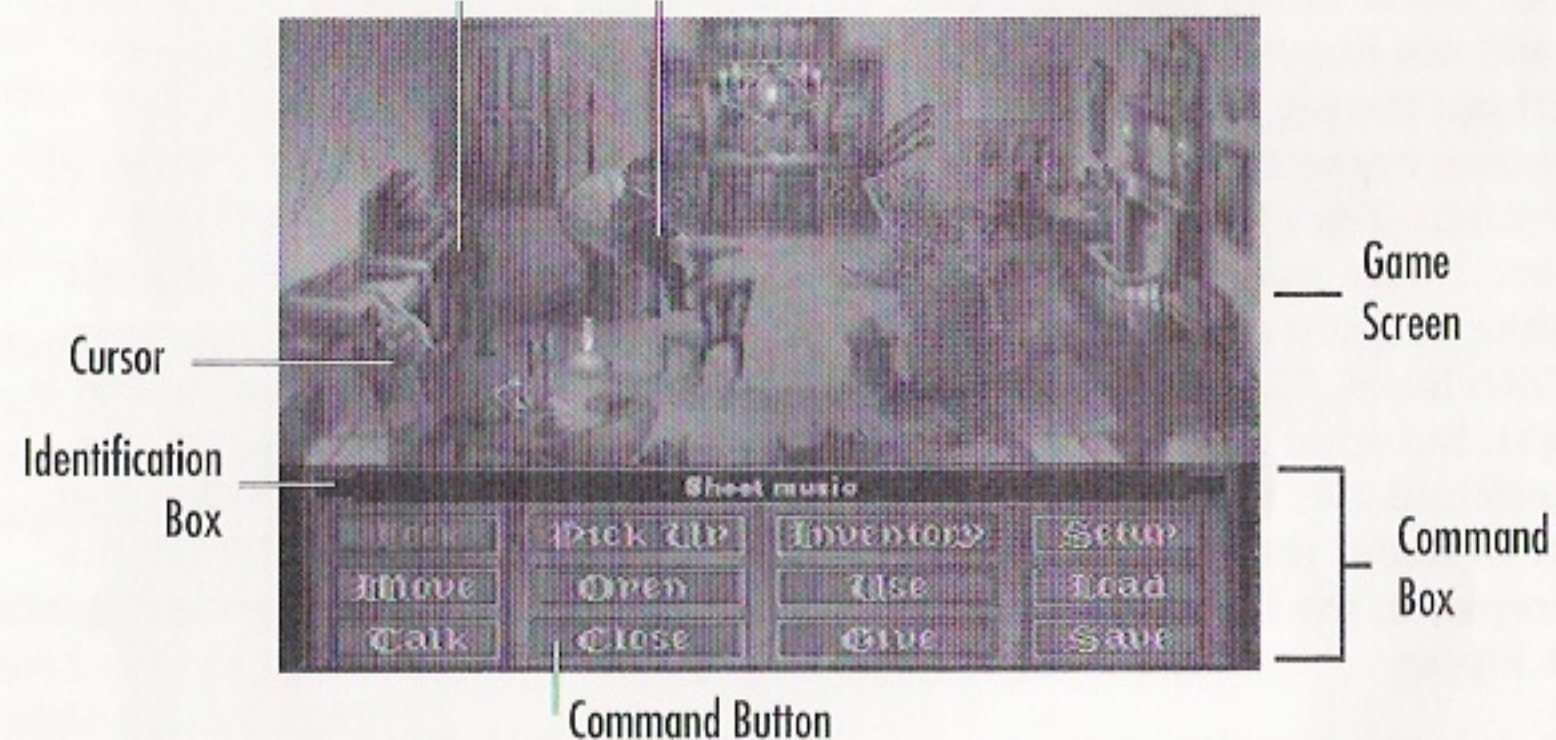 Game
Screen
Cursor
Identification
Box
Sheet music
Look Pick Up Inventory Setup
Move Open Use Load
Talk Close Give Save
Command
Box
Command Button